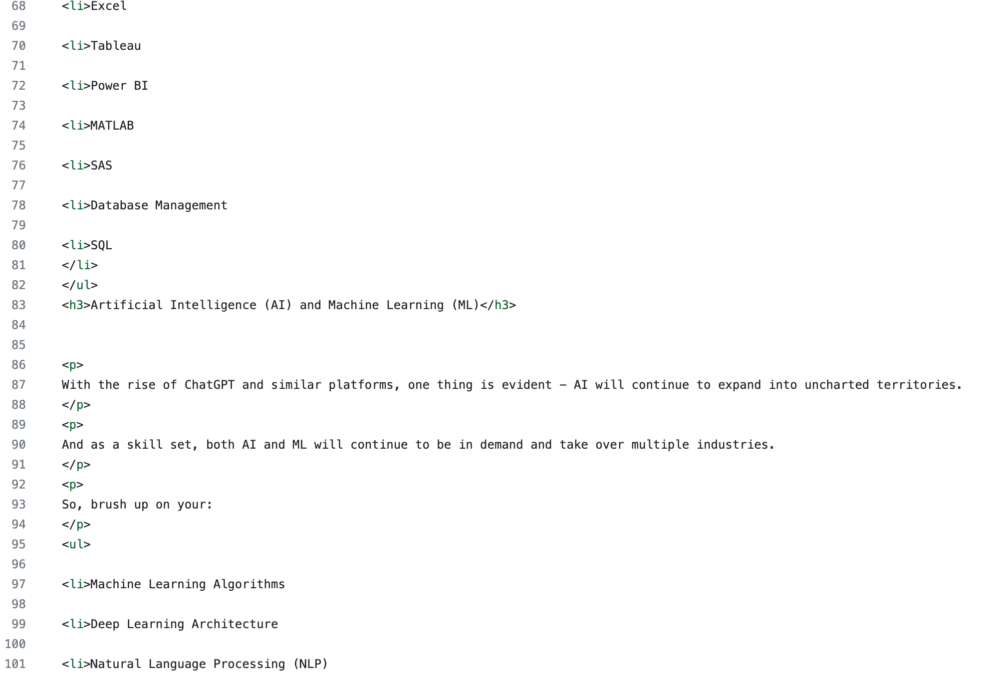 68 <li>Excel
69
70 <li>Tableau
71
72 <li>Power BI
73
74 <li>MATLAB
75
76 <li>SAS
77
78 <li>Database Management
79
80 <li>SQL
81 </li>
82 </ul>
83 <h3>Artificial Intelligence (AI) and Machine Learning (ML)</h3>
84
85
86 <p>
87 With the rise of ChatGPT and similar platforms, one thing is evident – AI will continue to expand into uncharted territories.
88 </p>
89 <p>
90 And as a skill set, both AI and ML will continue to be in demand and take over multiple industries.
91 </p>
92 <p>
93 So, brush up on your:
94 </p>
95 <ul>
96
97 <li>Machine Learning Algorithms
98
99 <li>Deep Learning Architecture
100
101 <li>Natural Language Processing (NLP)